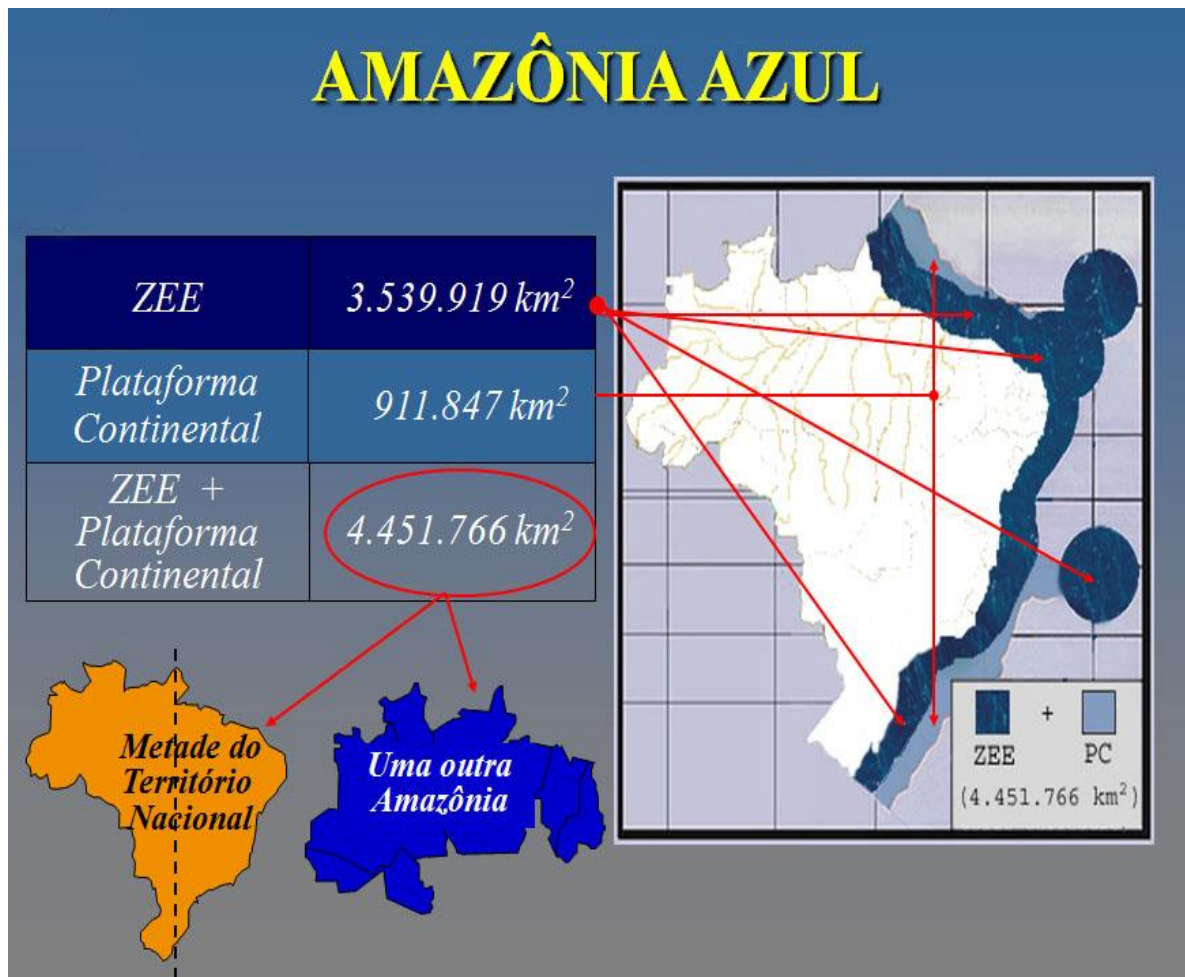 AMAZÔNIA AZUL
ZEE
3.539.919 km²
Plataforma
Continental
911.847 km²
ZEE +
Plataforma
Continental
4.451.766 km²
Metade do
Território
Nacional
Uma outra
Amazônia
+
ZEE PC
(4.451.766 km²)